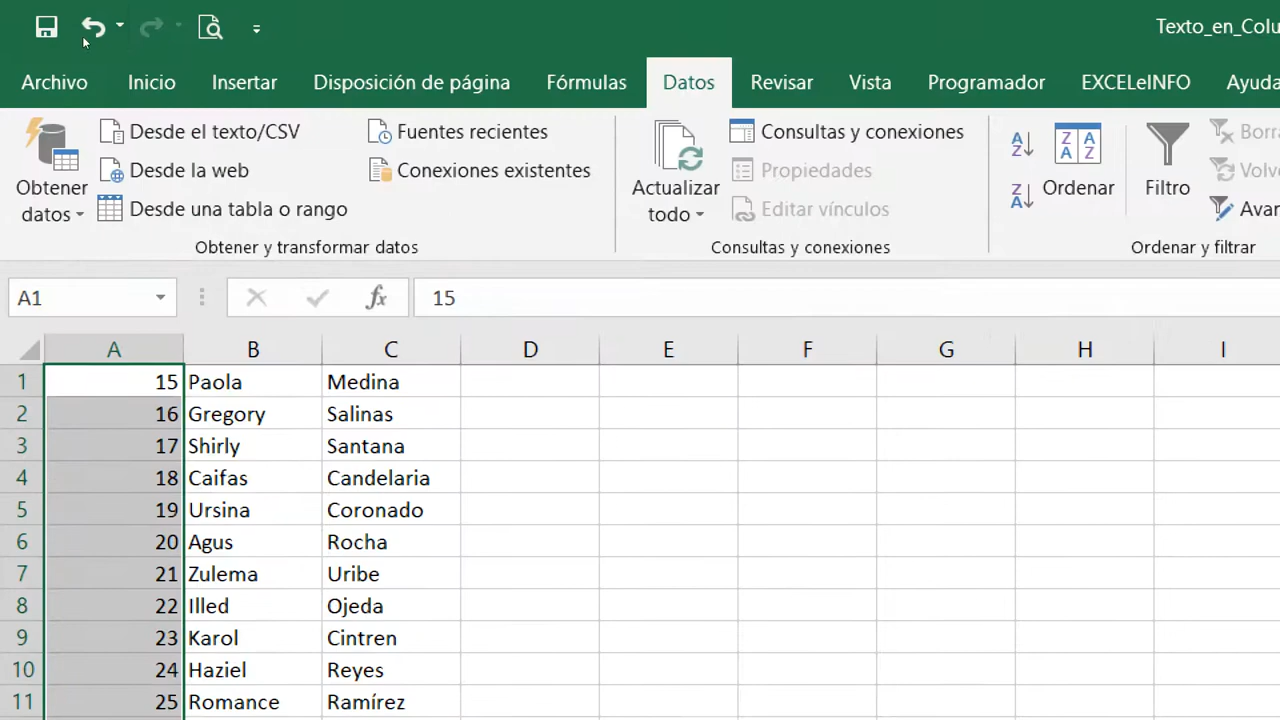 Texto_en_Colu
Archivo Inicio Insertar Disposición de página Fórmulas Datos Revisar Vista Programador EXCELeINFO Ayuda
Obtener datos
Desde el texto/CSV
Desde la web
Desde una tabla o rango
Fuentes recientes
Conexiones existentes
Obtener y transformar datos
Actualizar todo
Consultas y conexiones
Propiedades
Editar vínculos
Consultas y conexiones
Ordenar
Filtro
Borra
Volve
Avan
Ordenar y filtrar
A1 fx 15
A B C D E F G H I
1 15 Paola Medina
2 16 Gregory Salinas
3 17 Shirly Santana
4 18 Caifas Candelaria
5 19 Ursina Coronado
6 20 Agus Rocha
7 21 Zulema Uribe
8 22 Illed Ojeda
9 23 Karol Cintren
10 24 Haziel Reyes
11 25 Romance Ramírez